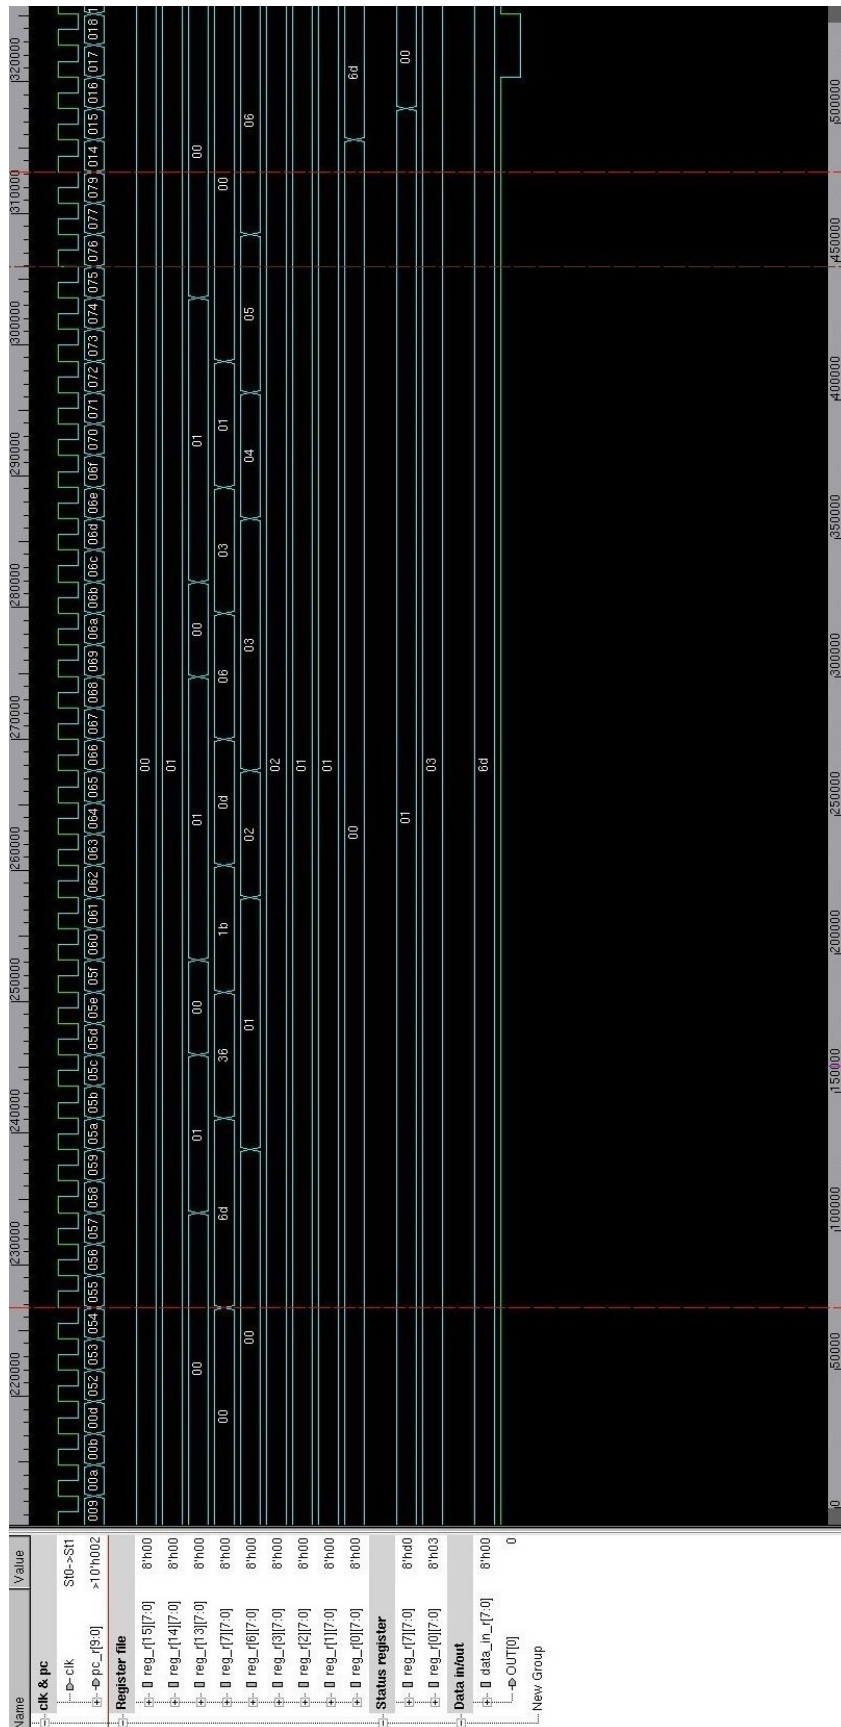 Name Value 220000 230000 240000 250000 260000 270000 280000 290000 300000 310000 320000
clk & pc
clk St0->St1
pc_r[9:0] >10'h002 009 00a 00b 00d 052 053 054 055 056 057 058 059 05a 05b 05c 05d 05e 05f 060 061 062 063 064 065 066 067 068 069 06a 06b 06c 06d 06e 06f 070 071 072 073 074 075 076 077 079 014 015 016 017 018 1
Register file
reg_r[15][7:0] 8'h00 00
reg_r[14][7:0] 8'h00 01
reg_r[13][7:0] 8'h00 00 01 00 01 00 01 00
reg_r[7][7:0] 8'h00 00 6d 36 1b 0d 06 03 01 00
reg_r[6][7:0] 8'h00 00 01 02 03 04 05 06
reg_r[3][7:0] 8'h00 02
reg_r[2][7:0] 8'h00 01
reg_r[1][7:0] 8'h00 01
reg_r[0][7:0] 8'h00 00 6d
Status register
reg_r[7][7:0] 8'hd0 01 00
reg_r[0][7:0] 8'h03 03
Data in/out
data_in_r[7:0] 8'h00 6d
OUT[0] 0
New Group
0 50000 100000 150000 200000 250000 300000 350000 400000 450000 500000